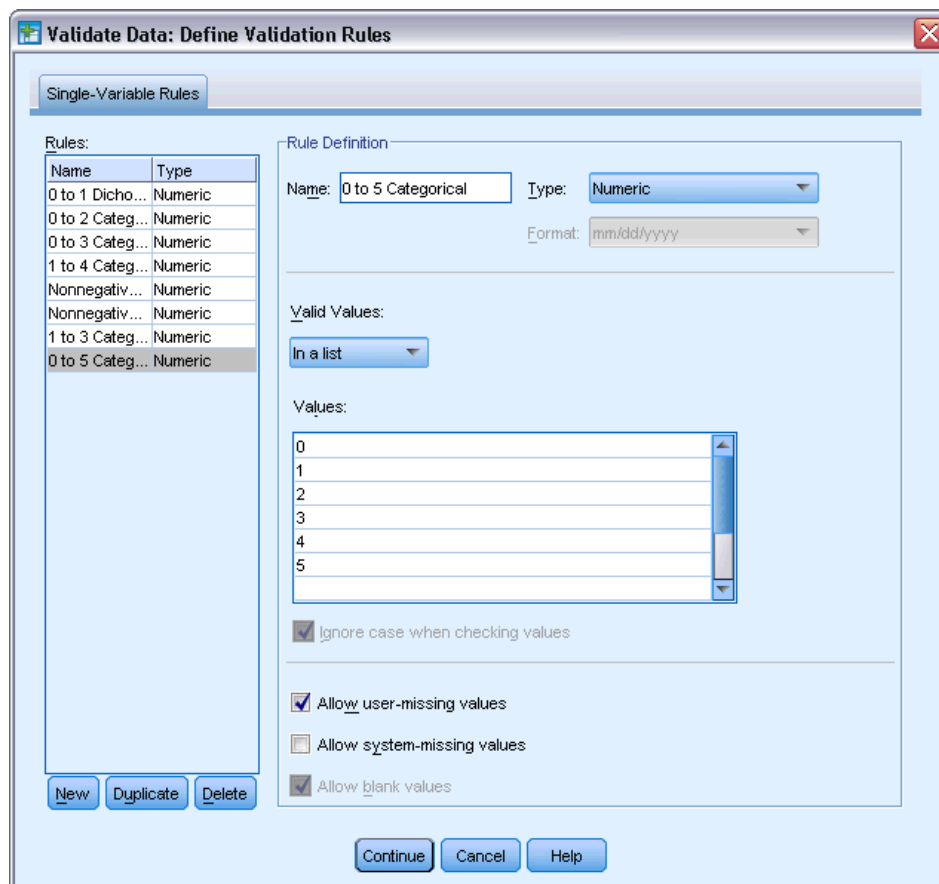 Validate Data: Define Validation Rules
Single-Variable Rules
Rules:
Name Type
0 to 1 Dicho... Numeric
0 to 2 Categ... Numeric
0 to 3 Categ... Numeric
1 to 4 Categ... Numeric
Nonnegativ... Numeric
Nonnegativ... Numeric
1 to 3 Categ... Numeric
0 to 5 Categ... Numeric
New Duplicate Delete
Rule Definition
Name: 0 to 5 Categorical Type: Numeric
Format: mm/dd/yyyy
Valid Values:
In a list
Values:
0
1
2
3
4
5
Ignore case when checking values
Allow user-missing values
Allow system-missing values
Allow blank values
Continue Cancel Help